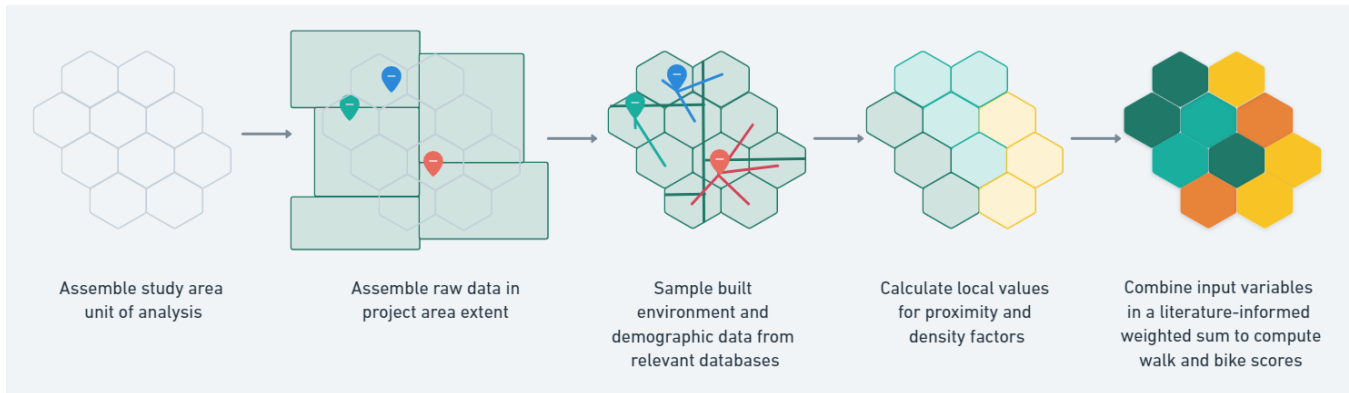 Assemble study area
unit of analysis
Assemble raw data in
project area extent
Sample built
environment and
demographic data from
relevant databases
Calculate local values
for proximity and
density factors
Combine input variables
in a literature-informed
weighted sum to compute
walk and bike scores